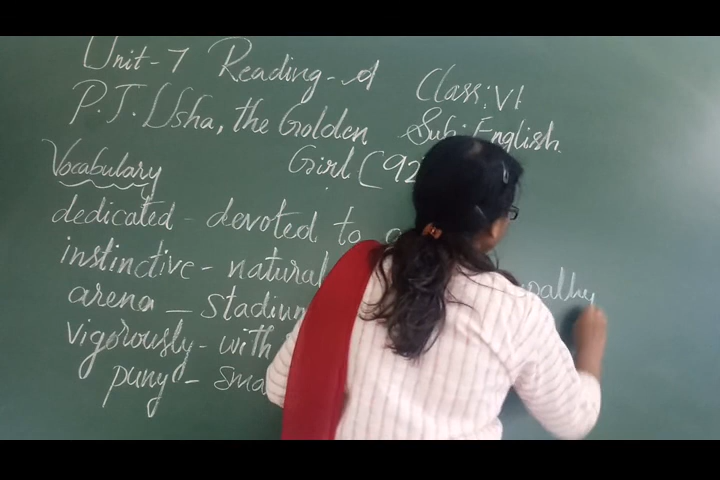 Unit-7 Reading-A
Class: VI
P.T. Usha, the Golden
Sub: English
Girl (92
Vocabulary
dedicated - devoted to
instinctive - natural
arena - stadium
vigorously - with
puny - sma